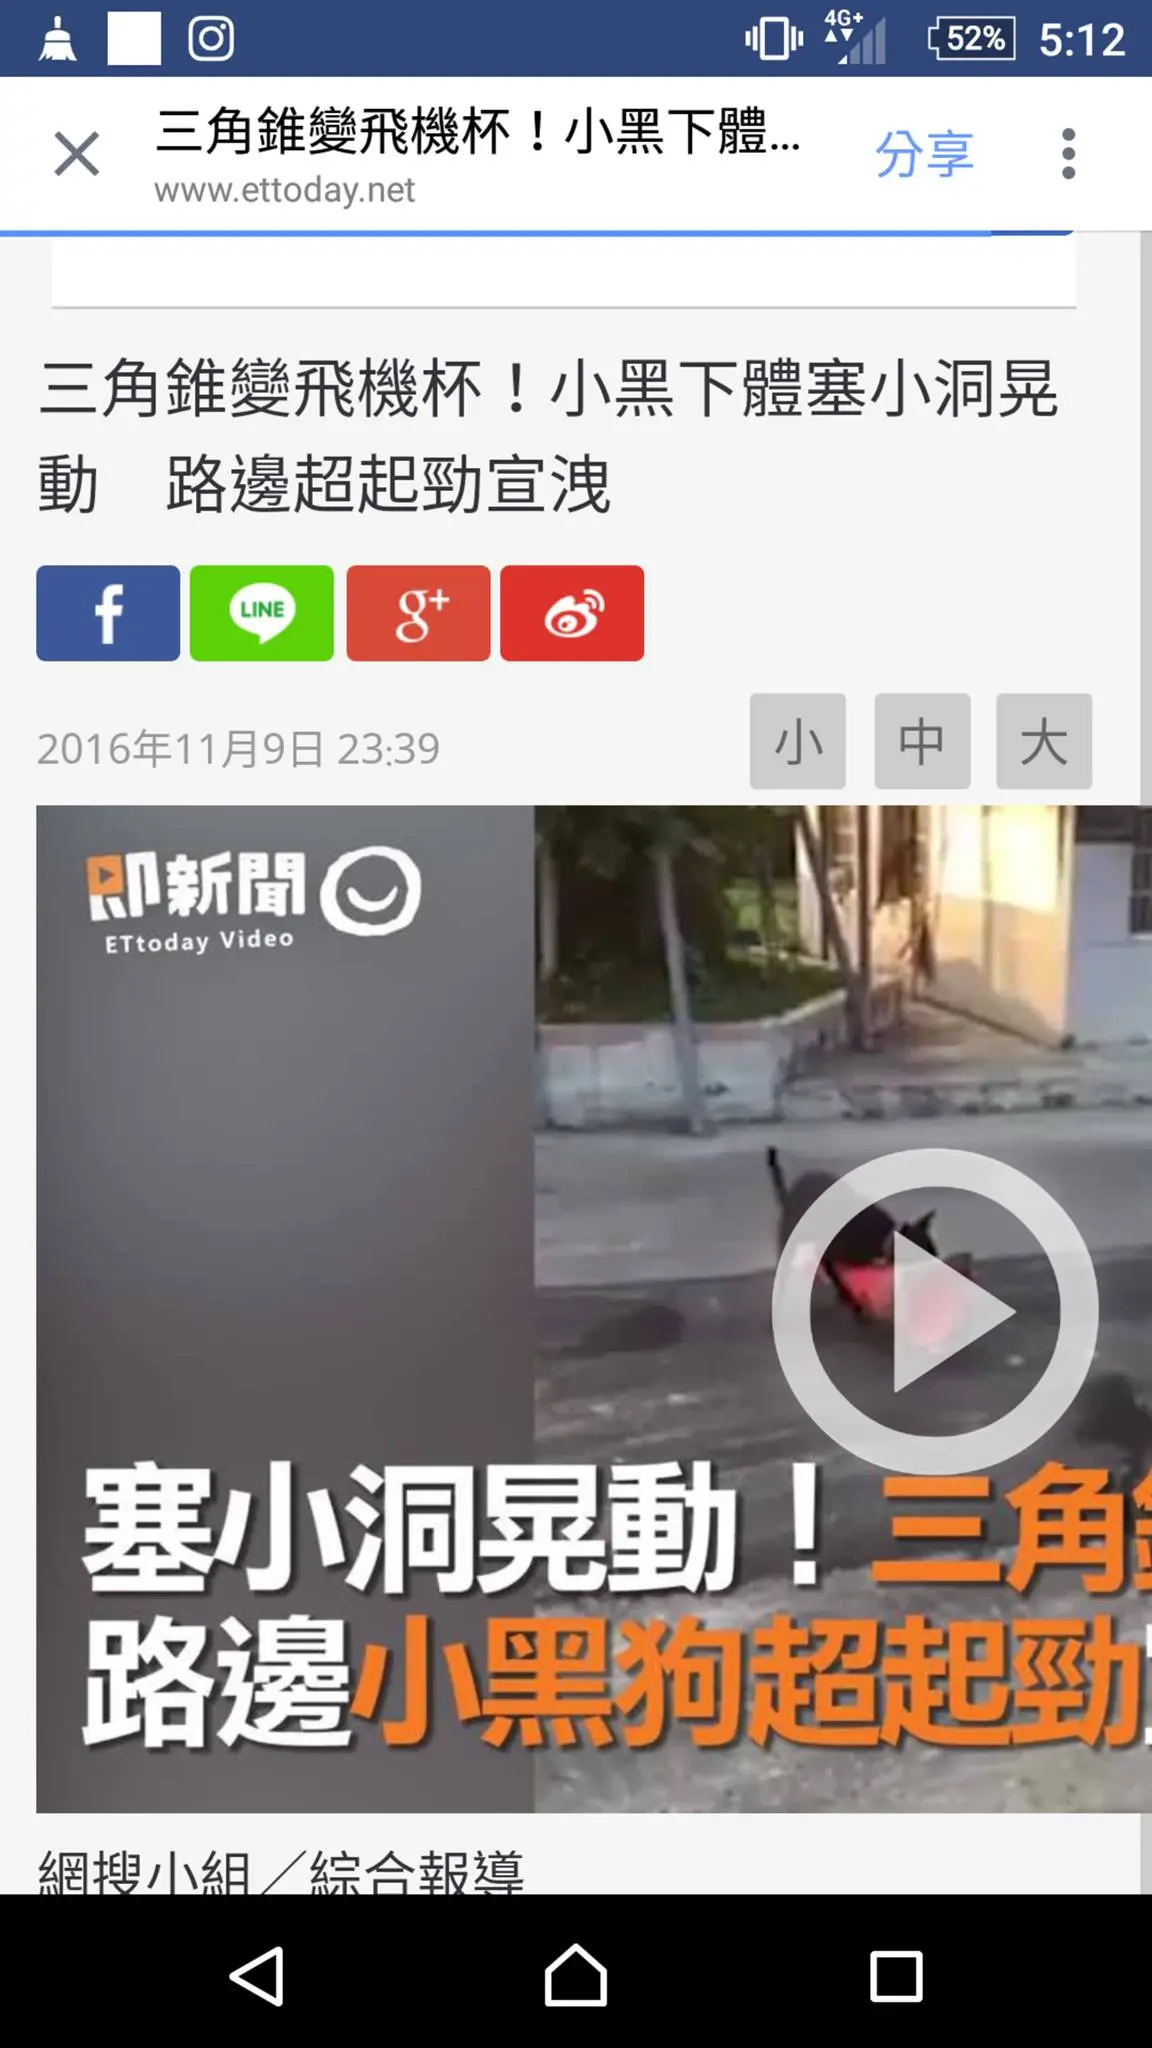 4G+
52%
5:12
三角錐變飛機杯！小黑下體...
www.ettoday.net
分享
三角錐變飛機杯！小黑下體塞小洞晃
動　路邊超起勁宣洩
f
LINE
g+
2016年11月9日 23:39
小
中
大
即新聞
ETtoday Video
塞小洞晃動！三角
路邊小黑狗超起勁
網搜小組／綜合報導